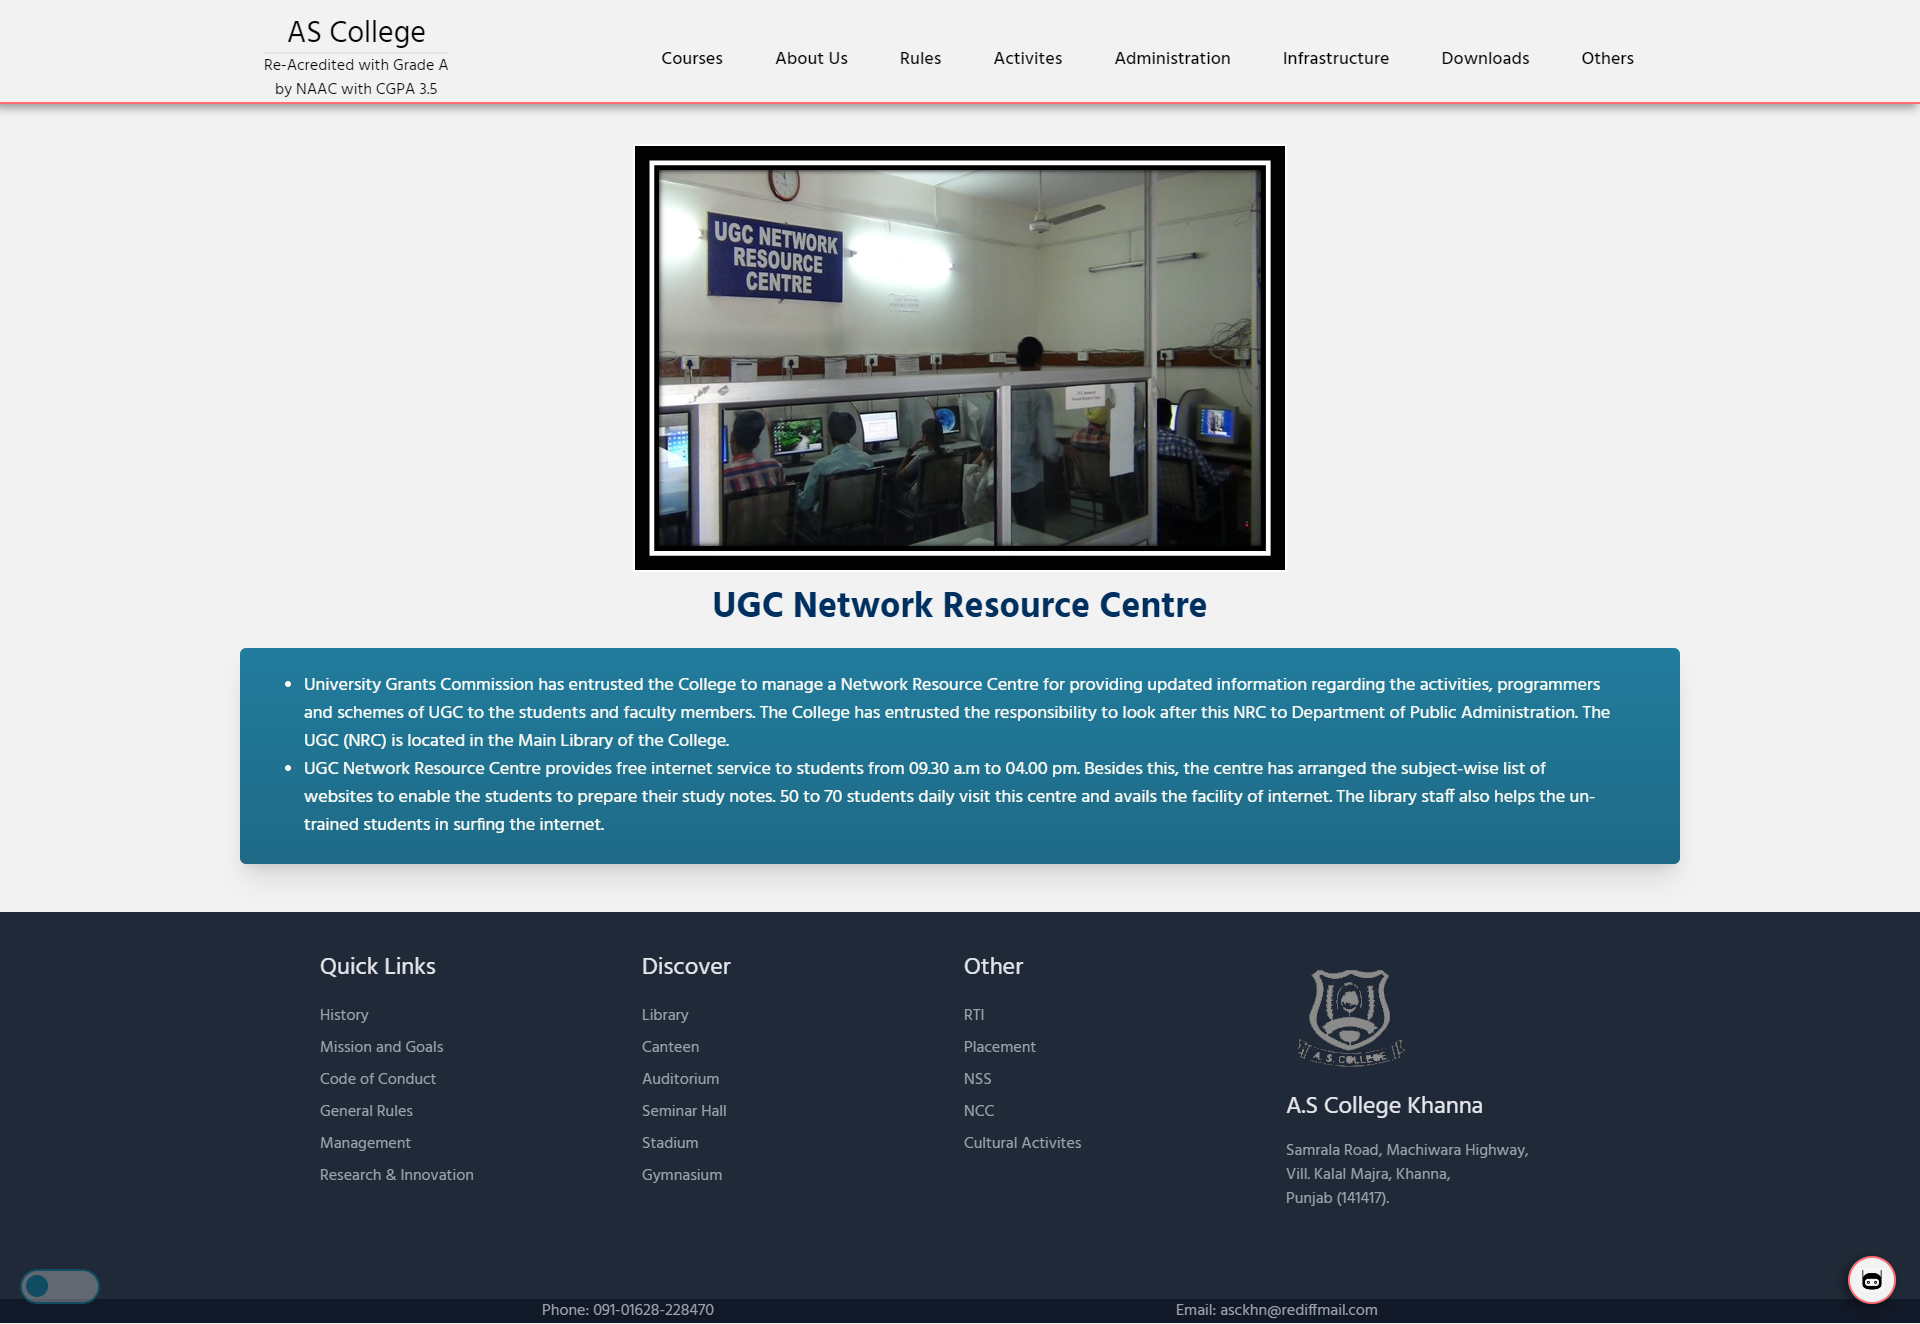 AS College
Re-Acredited with Grade A
by NAAC with CGPA 3.5
Courses
About Us
Rules
Activites
Administration
Infrastructure
Downloads
Others
UGC NETWORK
RESOURCE
CENTRE
UGC Network Resource Centre
• University Grants Commission has entrusted the College to manage a Network Resource Centre for providing updated information regarding the activities, programmers
and schemes of UGC to the students and faculty members. The College has entrusted the responsibility to look after this NRC to Department of Public Administration. The
UGC (NRC) is located in the Main Library of the College.
• UGC Network Resource Centre provides free internet service to students from 09.30 a.m to 04.00 pm. Besides this, the centre has arranged the subject-wise list of
websites to enable the students to prepare their study notes. 50 to 70 students daily visit this centre and avails the facility of internet. The library staff also helps the un-
trained students in surfing the internet.
Quick Links
History
Mission and Goals
Code of Conduct
General Rules
Management
Research & Innovation
Discover
Library
Canteen
Auditorium
Seminar Hall
Stadium
Gymnasium
Other
RTI
Placement
NSS
NCC
Cultural Activites
A. S. COLLEGE
A.S College Khanna
Samrala Road, Machiwara Highway,
Vill. Kalal Majra, Khanna,
Punjab (141417).
Phone: 091-01628-228470
Email: asckhn@rediffmail.com